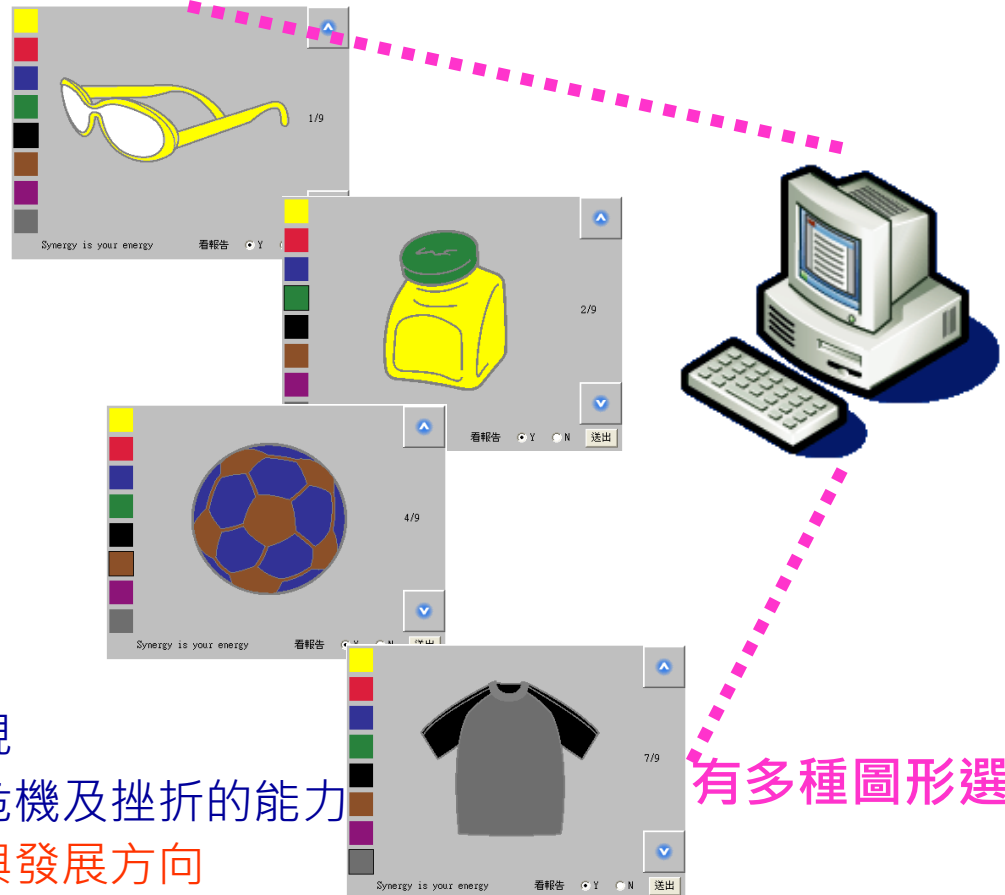 1/9
Synergy is your energy 看報告 Y
2/9
看報告 Y N 送出
4/9
Synergy is your energy 看報告
7/9
有多種圖形選
危機及挫折的能力
發展方向
Synergy is your energy 看報告 Y N 送出